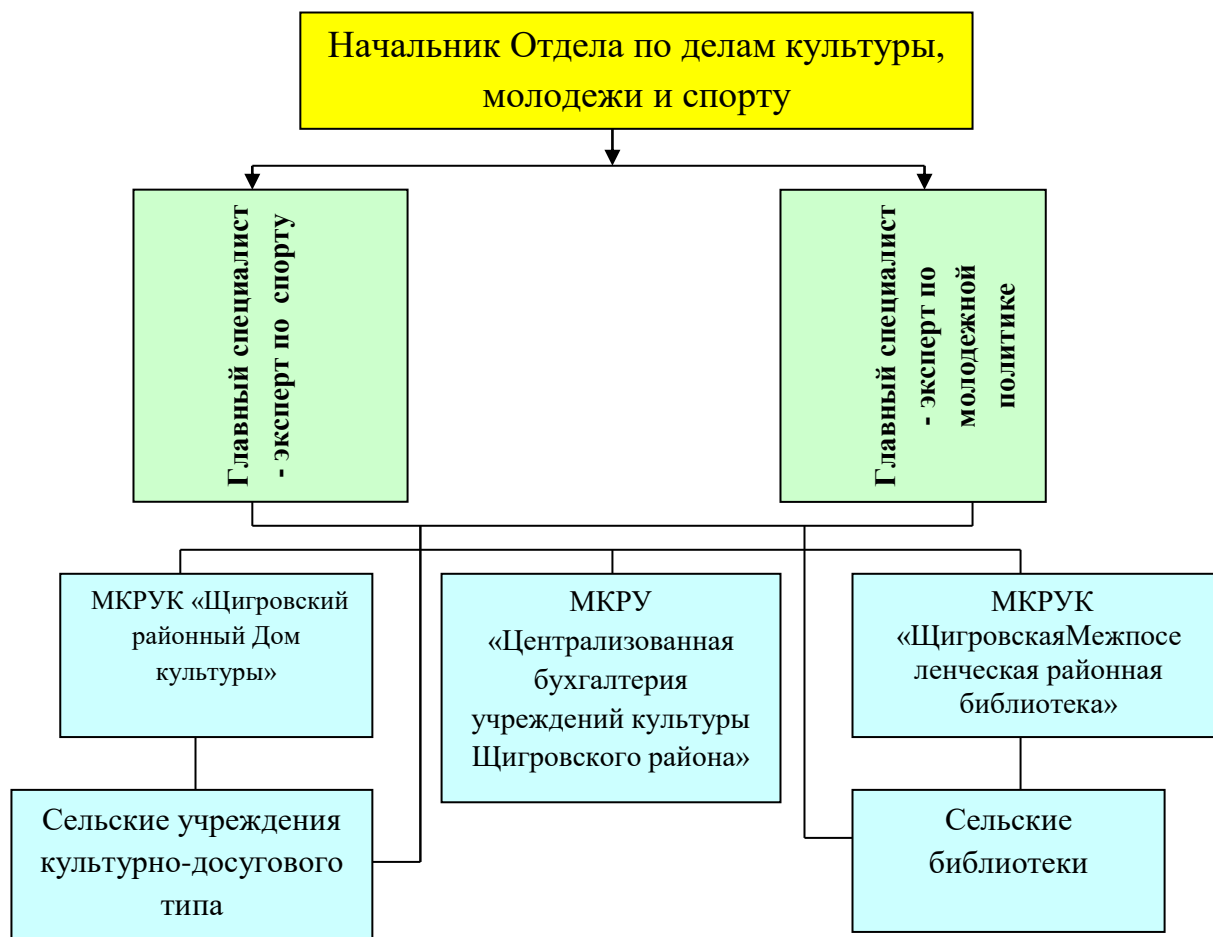 Начальник Отдела по делам культуры,
молодежи и спорту
Главный специалист
- эксперт по спорту
Главный специалист
- эксперт по
молодежной
политике
МКРУК «Щигровский
районный Дом
культуры»
МКРУ
«Централизованная
бухгалтерия
учреждений культуры
Щигровского района»
МКРУК
«ЩигровскаяМежпосе
ленческая районная
библиотека»
Сельские учреждения
культурно-досугового
типа
Сельские
библиотеки